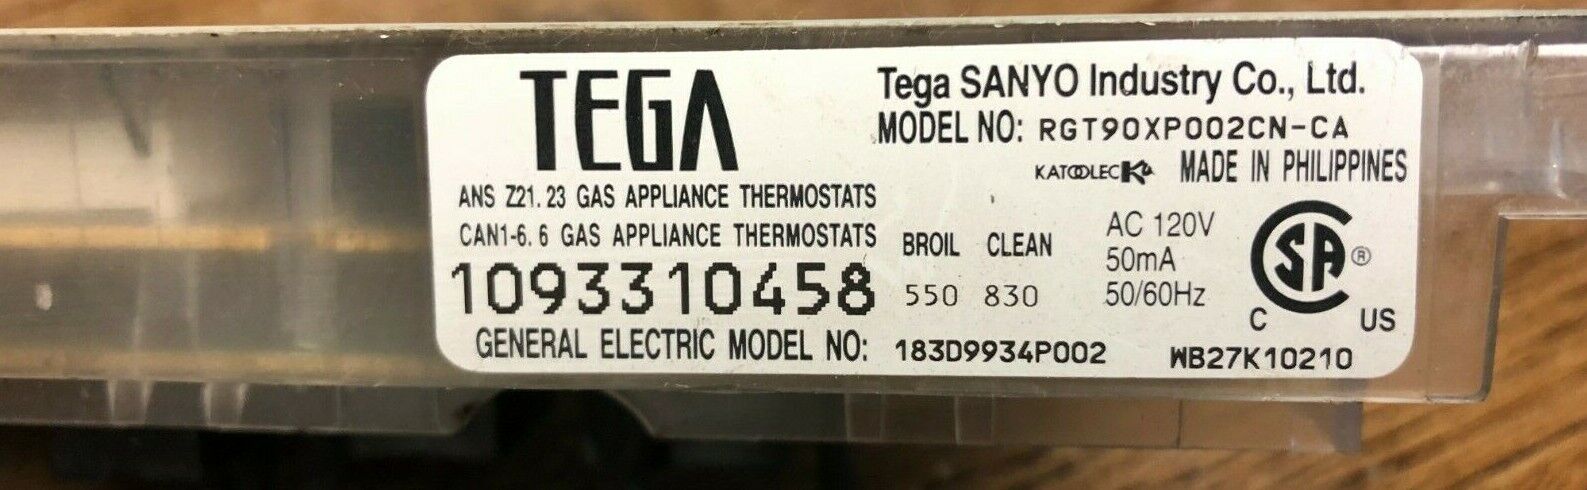 TEGA
Tega SANYO Industry Co., Ltd.
MODEL NO: RGT90XP002CN-CA
KATOOLEC MADE IN PHILIPPINES
ANS Z21.23 GAS APPLIANCE THERMOSTATS
CAN1-6.6 GAS APPLIANCE THERMOSTATS
1093310458
BROIL CLEAN
550 830
AC 120V
50mA
50/60Hz
SA ®
C US
GENERAL ELECTRIC MODEL NO: 183D9934P002 WB27K10210